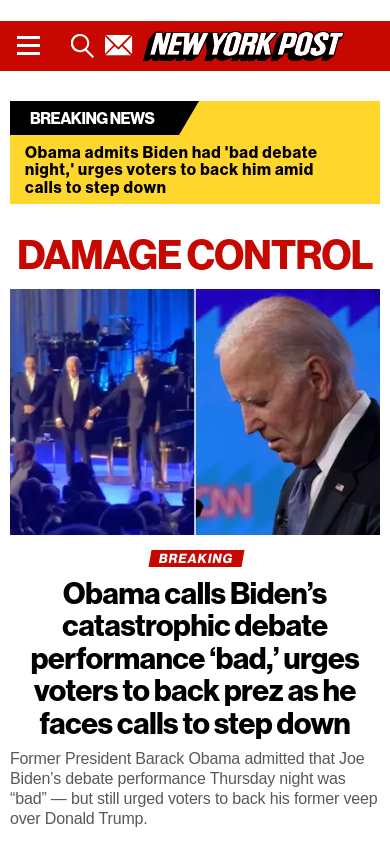 NEW YORK POST
BREAKING NEWS
Obama admits Biden had 'bad debate
night,' urges voters to back him amid
calls to step down
DAMAGE CONTROL
CNN
BREAKING
Obama calls Biden’s
catastrophic debate
performance ‘bad,’ urges
voters to back prez as he
faces calls to step down
Former President Barack Obama admitted that Joe
Biden’s debate performance Thursday night was
“bad” — but still urged voters to back his former veep
over Donald Trump.